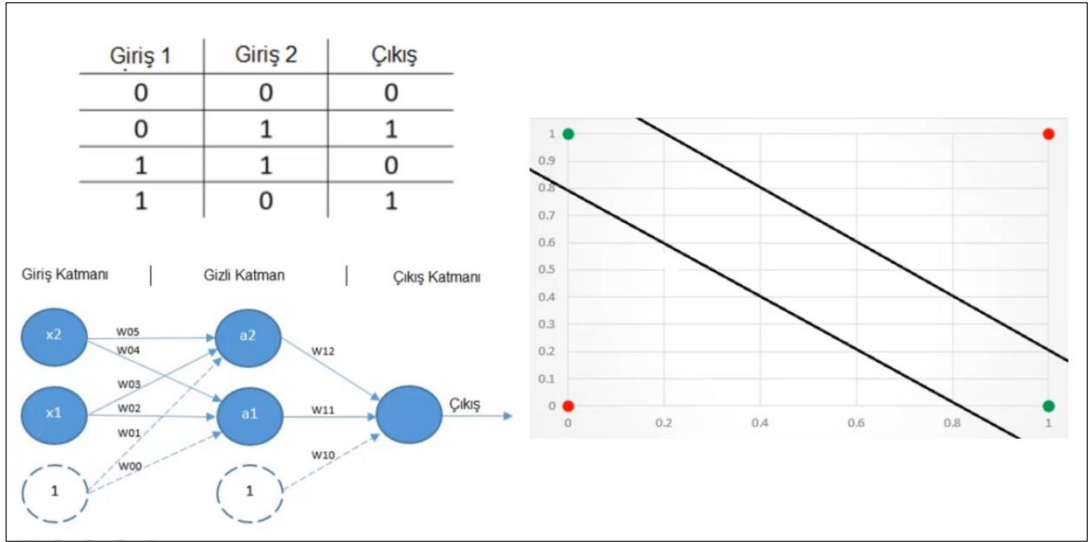 Giriş 1 Giriş 2 Çıkış
0 0 0
0 1 1
1 1 0
1 0 1
Giriş Katmanı | Gizli Katman | Çıkış Katmanı
x2
W05
W04
a2
W12
W03
x1
W02
a1
W11
Çıkış
W01
W00
W10
1
1
1
0.9
0.8
0.7
0.6
0.5
0.4
0.3
0.2
0.1
0
0 0.2 0.4 0.6 0.8 1